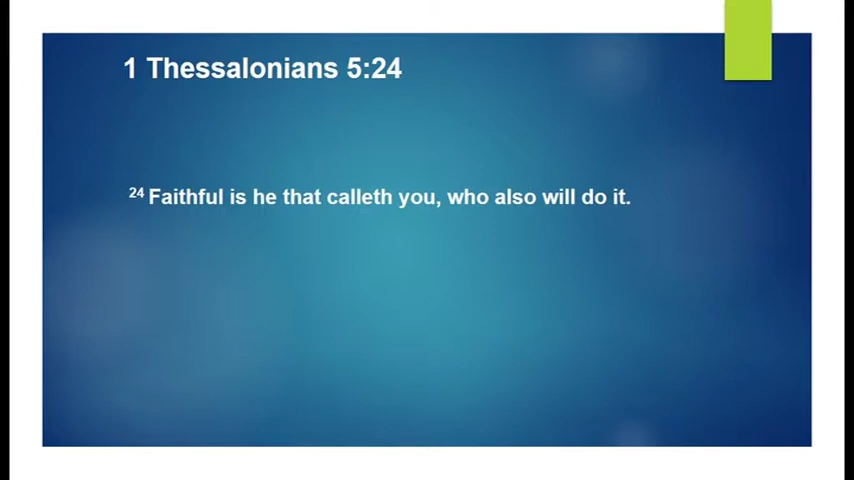 1 Thessalonians 5:24
24 Faithful is he that calleth you, who also will do it.